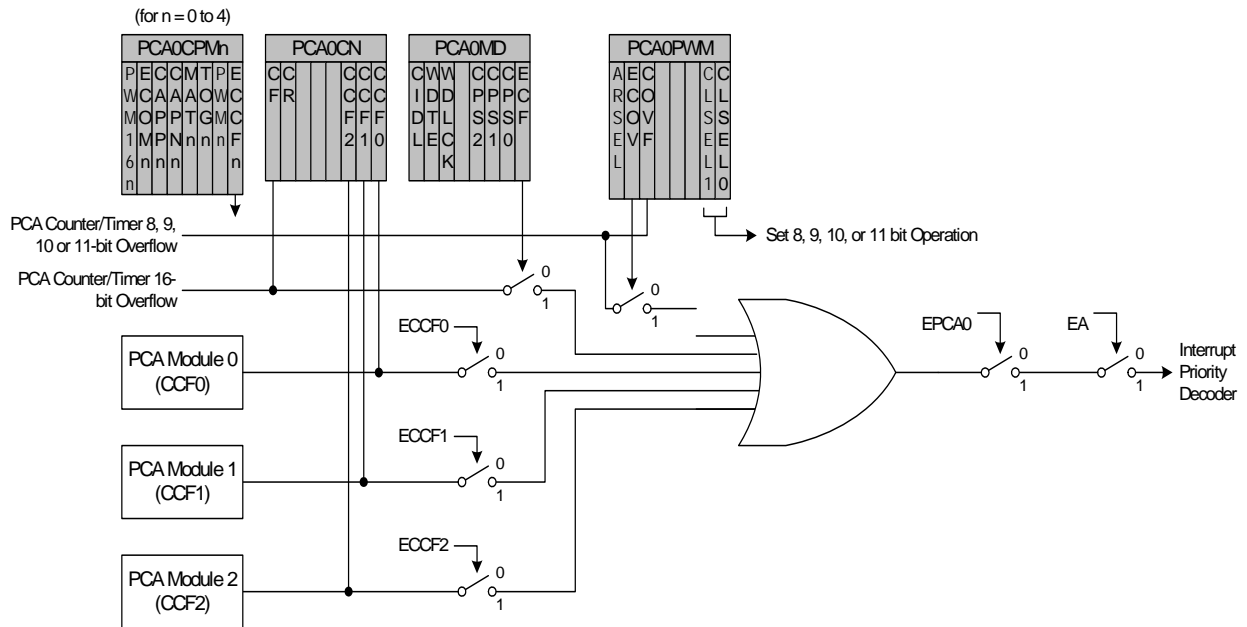 (for n = 0 to 4)
PCA0CPMn
PWM16n
ECOMn
CAPPn
CAPNn
MATn
TOGn
PWMn
ECCFn
PCA0CN
CF
CR
CCF2
CCF1
CCF0
PCA0MD
CIDL
WDTE
WDLCK
CPS2
CPS1
CPS0
ECF
PCA0PWM
ARSEL
ECOV
COVF
CLSEL1
CLSEL0
PCA Counter/Timer 8, 9,
10 or 11-bit Overflow
Set 8, 9, 10, or 11 bit Operation
PCA Counter/Timer 16-
bit Overflow
0
1
0
1
PCA Module 0
(CCF0)
ECCF0
0
1
EPCA0
0
1
EA
0
1
Interrupt
Priority
Decoder
PCA Module 1
(CCF1)
ECCF1
0
1
PCA Module 2
(CCF2)
ECCF2
0
1